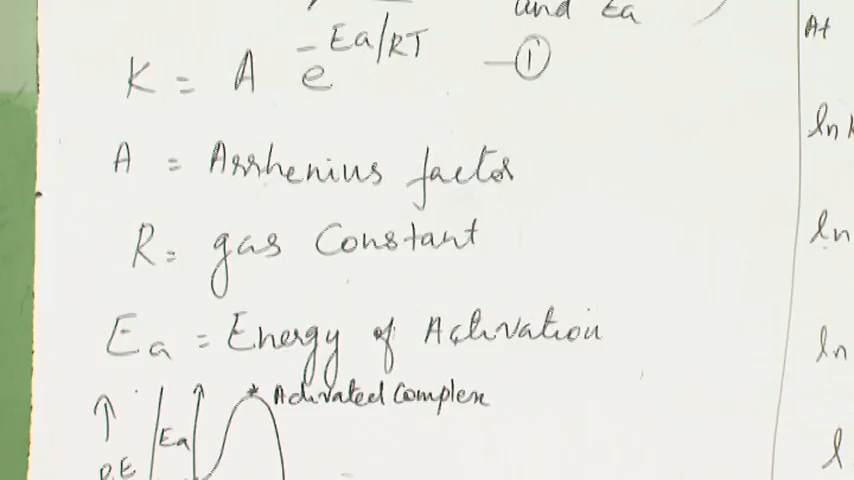 and Ea
K = A e^-Ea/RT —①
A = Arrhenius factor
R = gas Constant
Ea = Energy of Activation
↑ Ea * Activated Complex
P.E
At
ln k
ln
ln
l